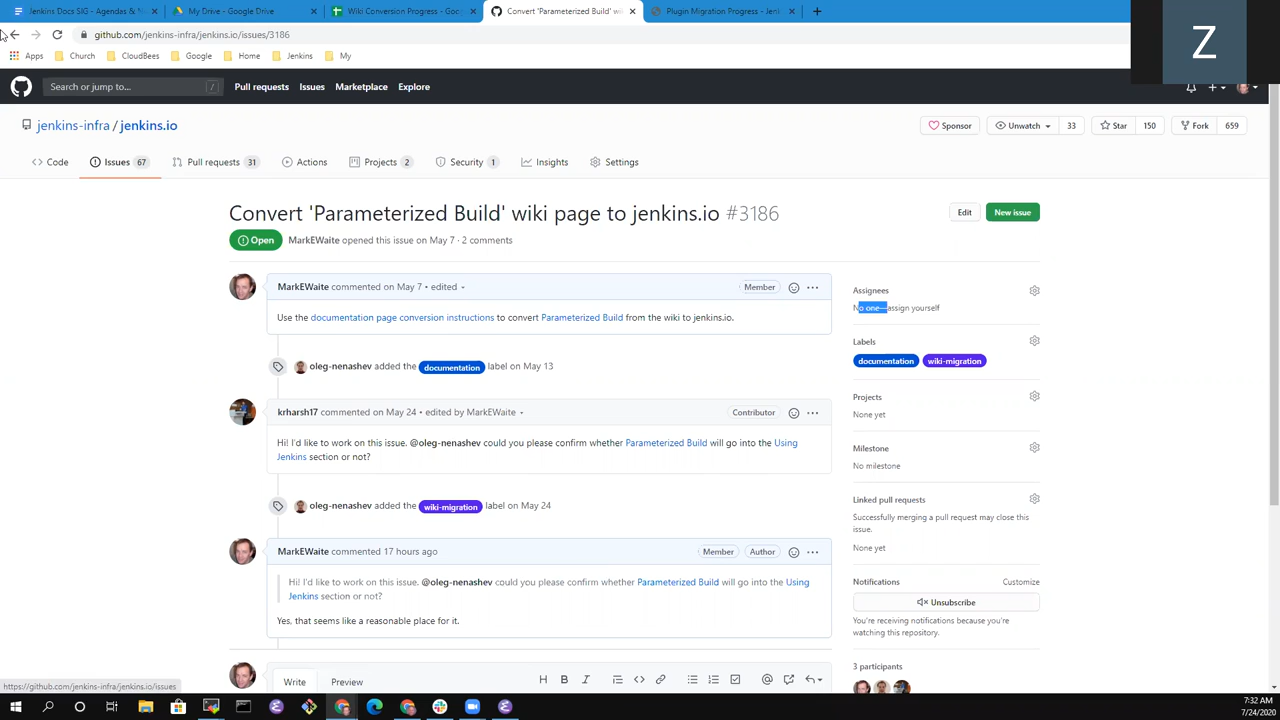 Jenkins Docs SIG - Agendas & N
My Drive - Google Drive
Wiki Conversion Progress - Goo
Convert 'Parameterized Build' wi
Plugin Migration Progress - Jenk
github.com/jenkins-infra/jenkins.io/issues/3186
Apps
Church
CloudBees
Google
Home
Jenkins
My
Z
Search or jump to...
/
Pull requests
Issues
Marketplace
Explore
jenkins-infra / jenkins.io
Sponsor
Unwatch
33
Star
150
Fork
659
Code
Issues 67
Pull requests 31
Actions
Projects 2
Security 1
Insights
Settings
Convert 'Parameterized Build' wiki page to jenkins.io #3186
Edit
New issue
Open
MarkEWaite opened this issue on May 7 · 2 comments
MarkEWaite commented on May 7 • edited
Member
Use the documentation page conversion instructions to convert Parameterized Build from the wiki to jenkins.io.
oleg-nenashev added the documentation label on May 13
krharsh17 commented on May 24 • edited by MarkEWaite
Contributor
Hi! I'd like to work on this issue. @oleg-nenashev could you please confirm whether Parameterized Build will go into the Using
Jenkins section or not?
oleg-nenashev added the wiki-migration label on May 24
MarkEWaite commented 17 hours ago
Member
Author
Hi! I'd like to work on this issue. @oleg-nenashev could you please confirm whether Parameterized Build will go into the Using
Jenkins section or not?
Yes, that seems like a reasonable place for it.
Write
Preview
Assignees
No one—assign yourself
Labels
documentation
wiki-migration
Projects
None yet
Milestone
No milestone
Linked pull requests
Successfully merging a pull request may close this
issue.
None yet
Notifications
Customize
Unsubscribe
You're receiving notifications because you're
watching this repository.
3 participants
https://github.com/jenkins-infra/jenkins.io/issues
7:32 AM
7/24/2020